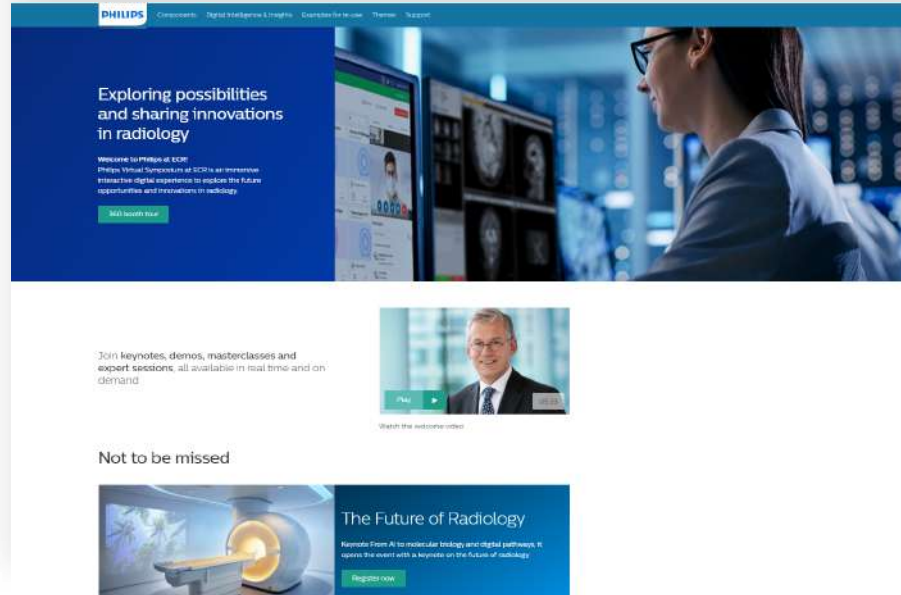 PHILIPS Components Digital Intelligence & Insights Examples for re-use Themes Support
Exploring possibilities
and sharing innovations
in radiology
Welcome to Philips at ECR!
Philips Virtual Symposium at ECR is an immersive
interactive digital experience to explore the future
opportunities and innovations in radiology.
360 booth tour
Join keynotes, demos, masterclasses and
expert sessions, all available in real time and on
demand
Play
Watch the welcome video
Not to be missed
The Future of Radiology
Keynote From AI to molecular biology and digital pathways, it
opens the event with a keynote on the future of radiology
Register now